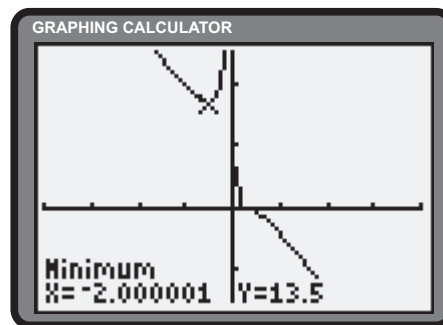 GRAPHING CALCULATOR
Minimum
X=⁻2.000001 Y=13.5